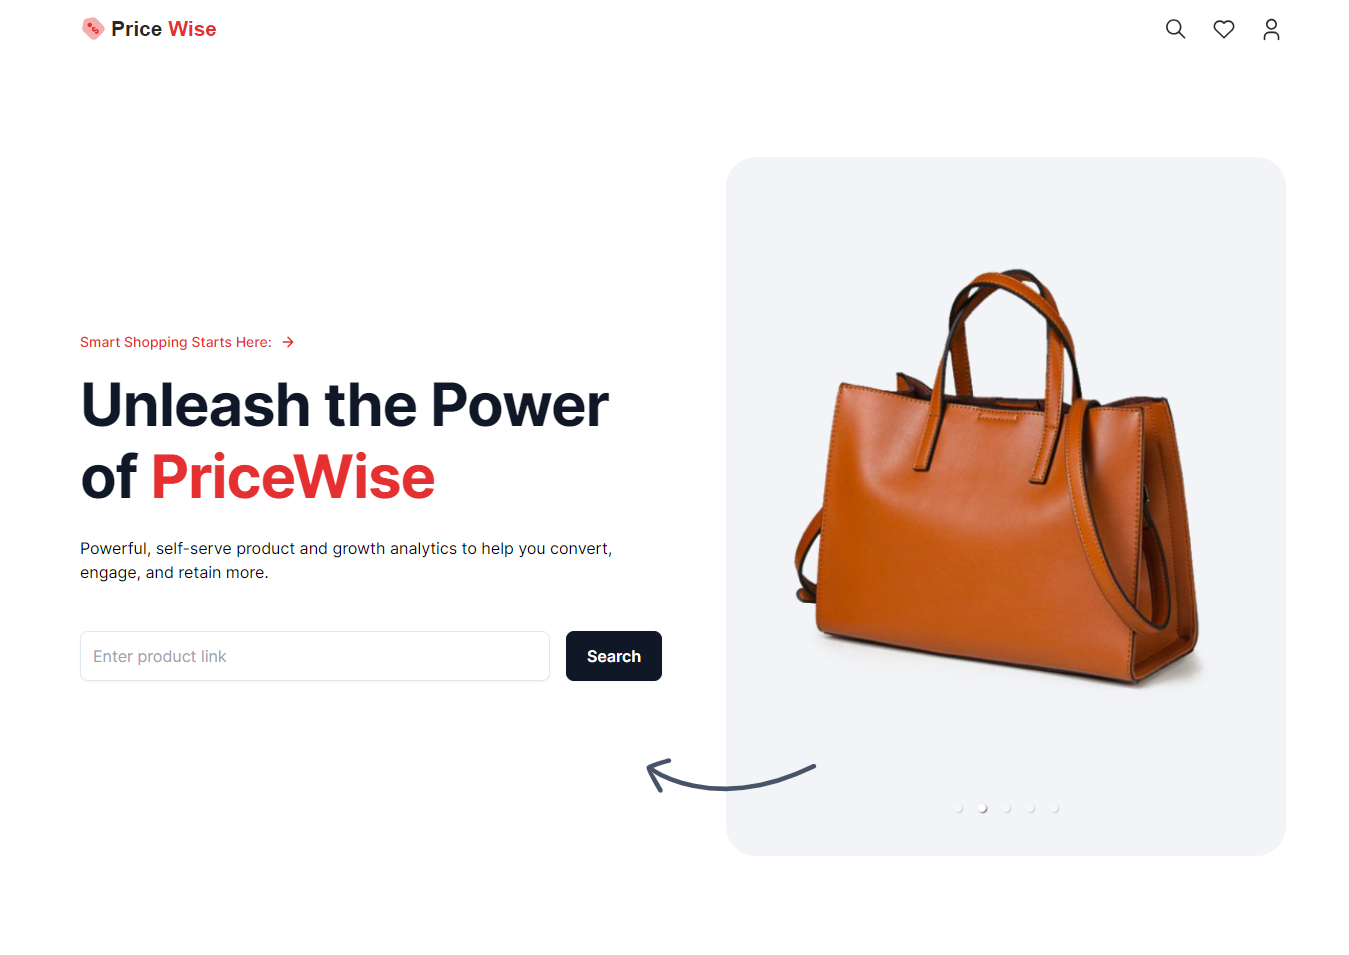 Price Wise
Smart Shopping Starts Here:
Unleash the Power
of PriceWise
Powerful, self-serve product and growth analytics to help you convert,
engage, and retain more.
Enter product link
Search